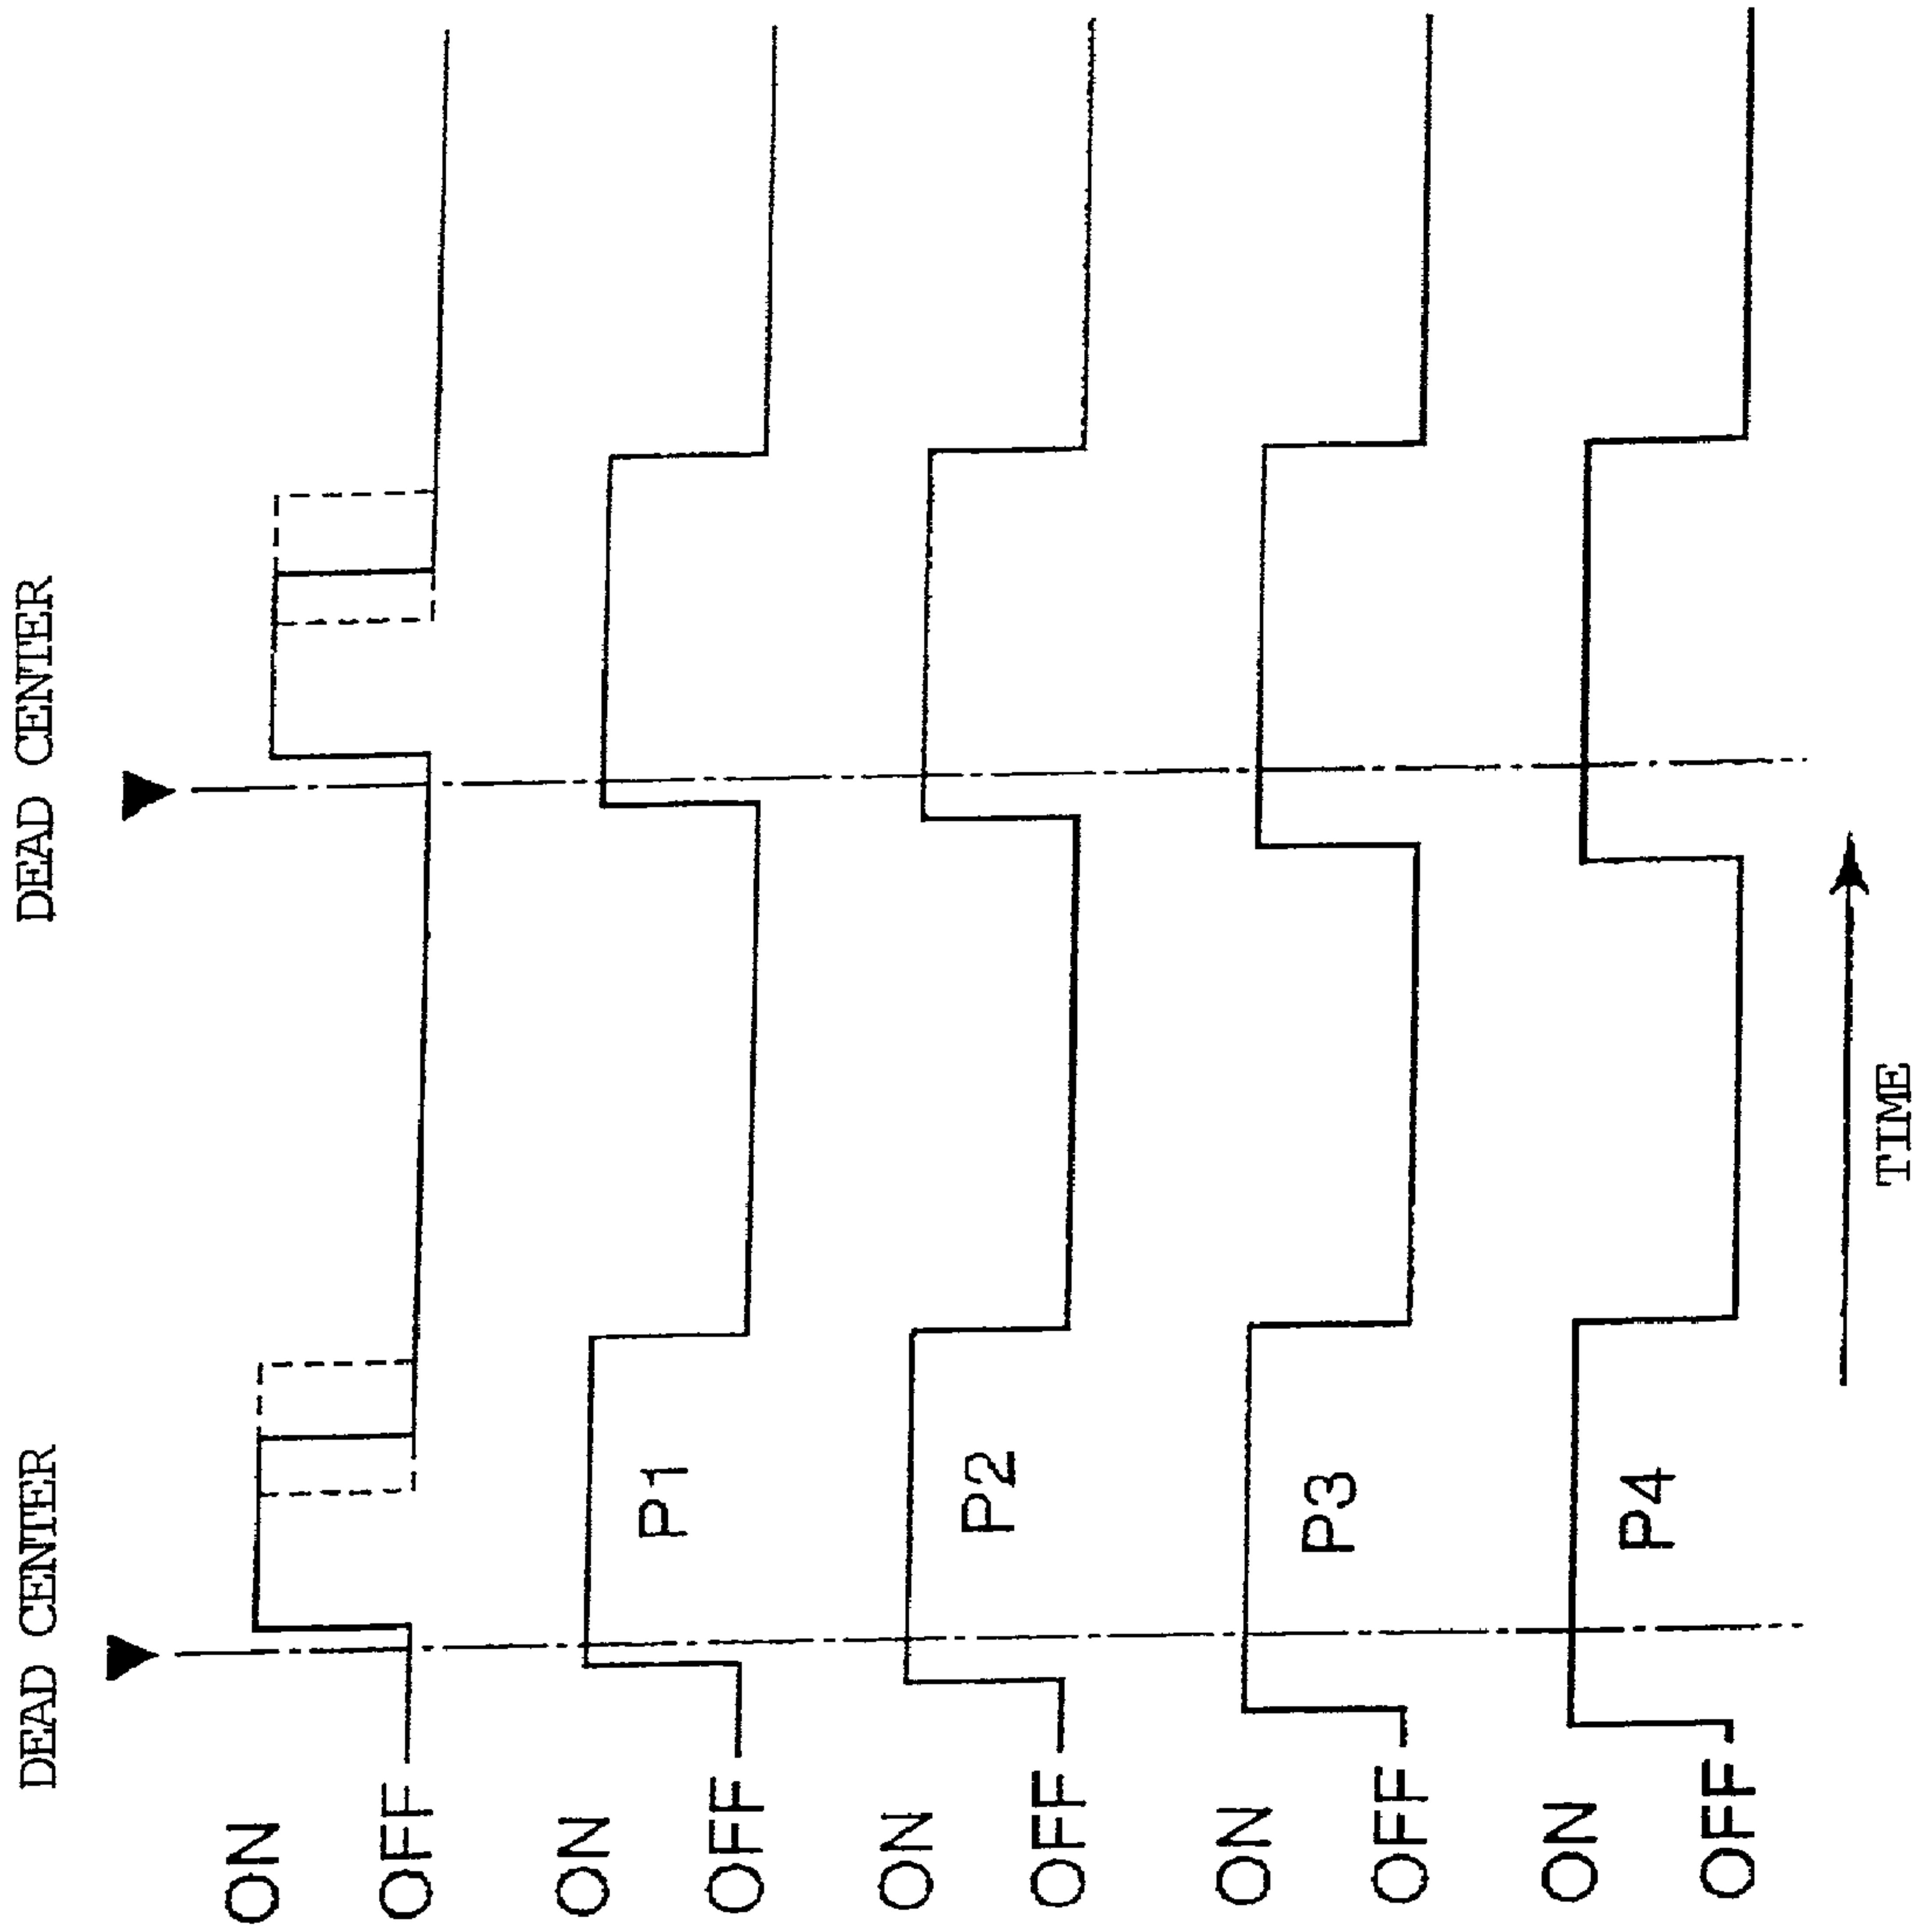 DEAD CENTER DEAD CENTER
ON
OFF
ON
P1
OFF
ON
P2
OFF
ON
P3
OFF
ON
P4
OFF
TIME